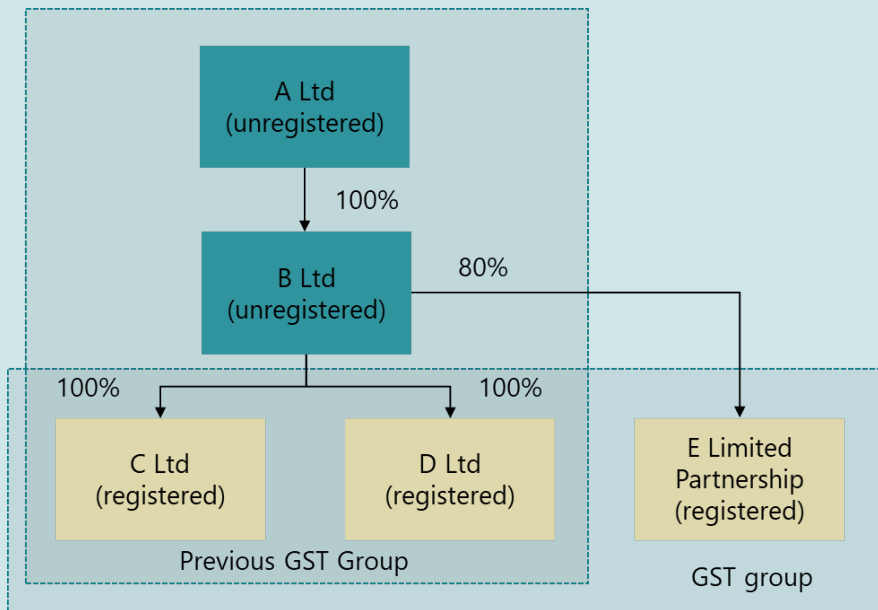 A Ltd
(unregistered)
100%
B Ltd
(unregistered)
80%
100%
100%
C Ltd
(registered)
D Ltd
(registered)
E Limited
Partnership
(registered)
Previous GST Group
GST group